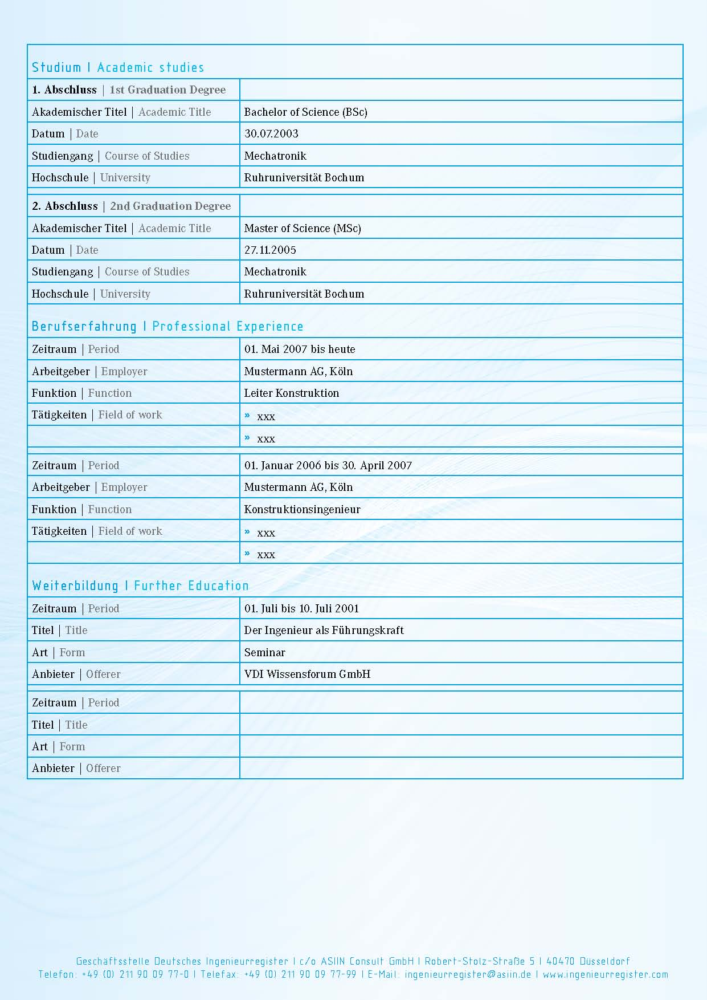 Studium | Academic studies
1. Abschluss | 1st Graduation Degree
Akademischer Titel | Academic Title Bachelor of Science (BSc)
Datum | Date 30.07.2003
Studiengang | Course of Studies Mechatronik
Hochschule | University Ruhruniversität Bochum
2. Abschluss | 2nd Graduation Degree
Akademischer Titel | Academic Title Master of Science (MSc)
Datum | Date 27.11.2005
Studiengang | Course of Studies Mechatronik
Hochschule | University Ruhruniversität Bochum
Berufserfahrung | Professional Experience
Zeitraum | Period 01. Mai 2007 bis heute
Arbeitgeber | Employer Mustermann AG, Köln
Funktion | Function Leiter Konstruktion
Tätigkeiten | Field of work » xxx
» xxx
Zeitraum | Period 01. Januar 2006 bis 30. April 2007
Arbeitgeber | Employer Mustermann AG, Köln
Funktion | Function Konstruktionsingenieur
Tätigkeiten | Field of work » xxx
» xxx
Weiterbildung | Further Education
Zeitraum | Period 01. Juli bis 10. Juli 2001
Titel | Title Der Ingenieur als Führungskraft
Art | Form Seminar
Anbieter | Offerer VDI Wissensforum GmbH
Zeitraum | Period
Titel | Title
Art | Form
Anbieter | Offerer
Geschäftsstelle Deutsches Ingenieurregister | c/o ASIIN Consult GmbH | Robert-Stolz-Straße 5 | 40470 Düsseldorf
Telefon: +49 (0) 211 90 09 77-0 | Telefax: +49 (0) 211 90 09 77-99 | E-Mail: ingenieurregister@asiin.de | www.ingenieurregister.com